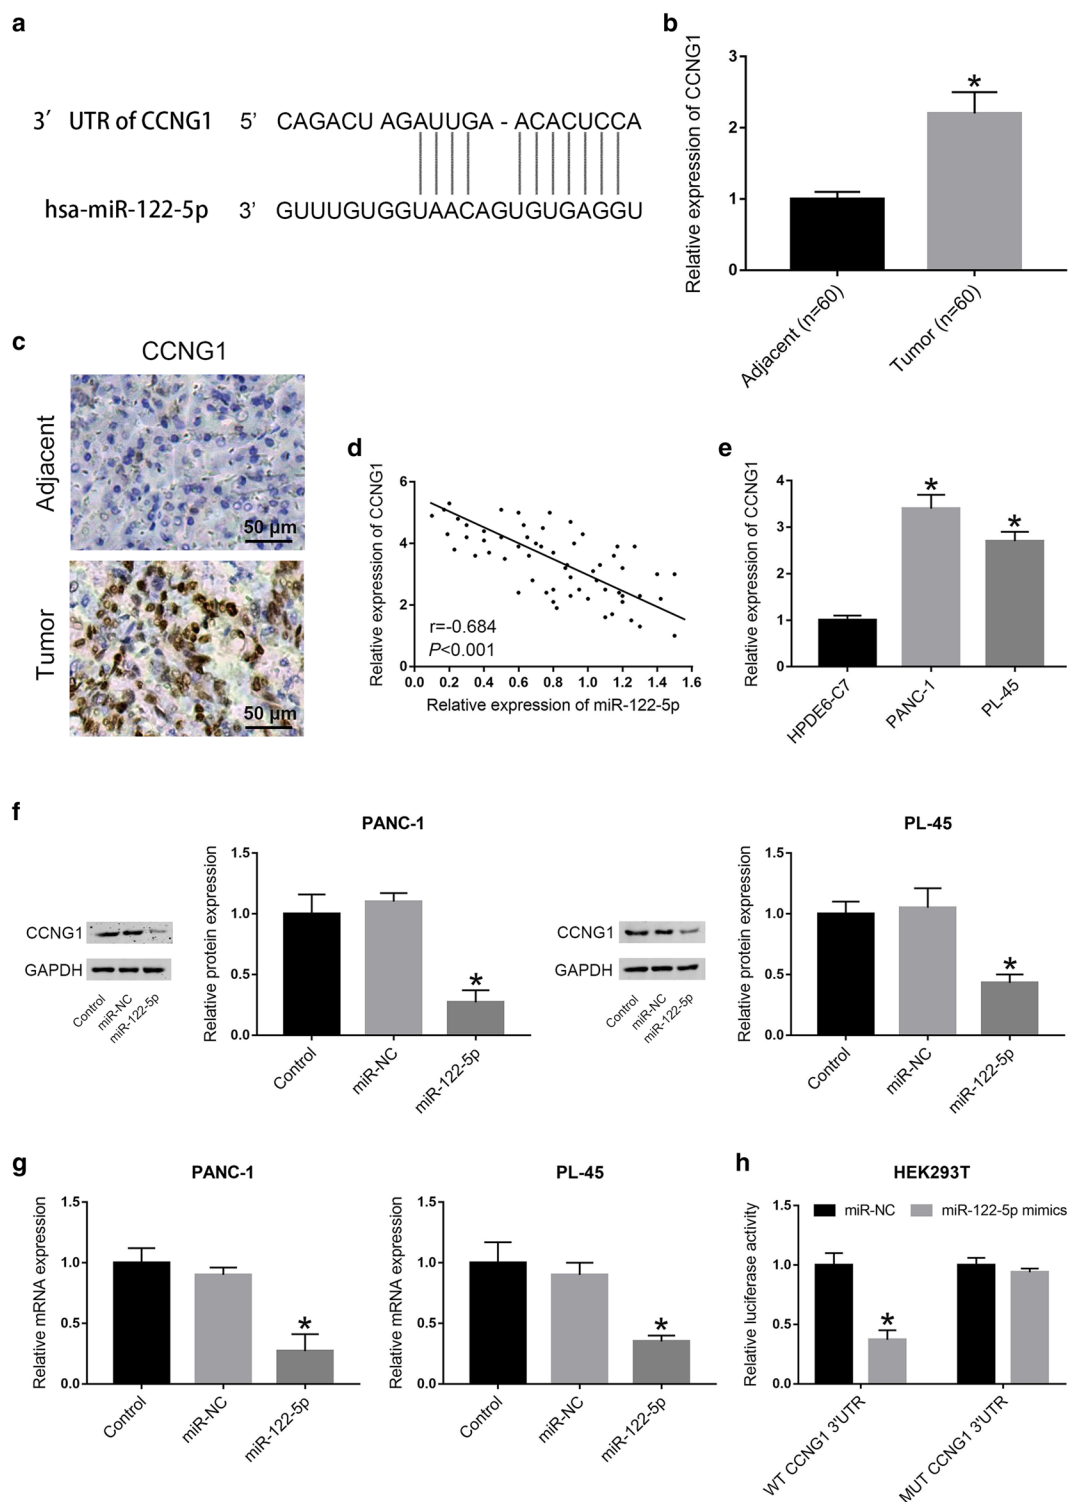 a
3′ UTR of CCNG1 5’ CAGACU AGAUUGA - ACACUCCA
hsa-miR-122-5p 3’ GUUUGUGGUAACAGUGUGAGGU
b
Relative expression of CCNG1
3
2
1
0
*
Adjacent (n=60)
Tumor (n=60)
c
CCNG1
Adjacent
50 µm
Tumor
50 µm
d
Relative expression of CCNG1
6
4
2
0
r=-0.684
P<0.001
0.0 0.2 0.4 0.6 0.8 1.0 1.2 1.4 1.6
Relative expression of miR-122-5p
e
Relative expression of CCNG1
4
3
2
1
0
*
*
HPDE6-C7
PANC-1
PL-45
f
CCNG1
GAPDH
Control
miR-NC
miR-122-5p
PANC-1
Relative protein expression
1.5
1.0
0.5
0.0
*
Control
miR-NC
miR-122-5p
CCNG1
GAPDH
Control
miR-NC
miR-122-5p
PL-45
Relative protein expression
1.5
1.0
0.5
0.0
*
Control
miR-NC
miR-122-5p
g
PANC-1
Relative mRNA expression
1.5
1.0
0.5
0.0
*
Control
miR-NC
miR-122-5p
PL-45
Relative mRNA expression
1.5
1.0
0.5
0.0
*
Control
miR-NC
miR-122-5p
h
HEK293T
Relative luciferase activity
1.5
1.0
0.5
0.0
miR-NC miR-122-5p mimics
*
WT CCNG1 3'UTR
MUT CCNG1 3'UTR